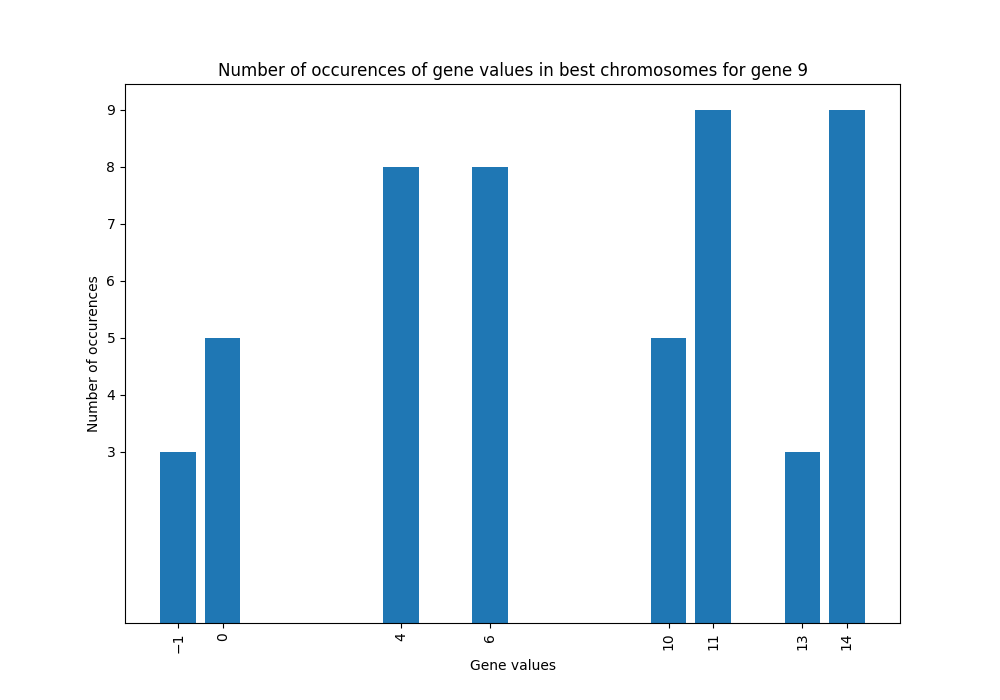 Number of occurences of gene values in best chromosomes for gene 9
9
8
7
6
5
4
3
Number of occurences
−1 0 4 6 10 11 13 14
Gene values